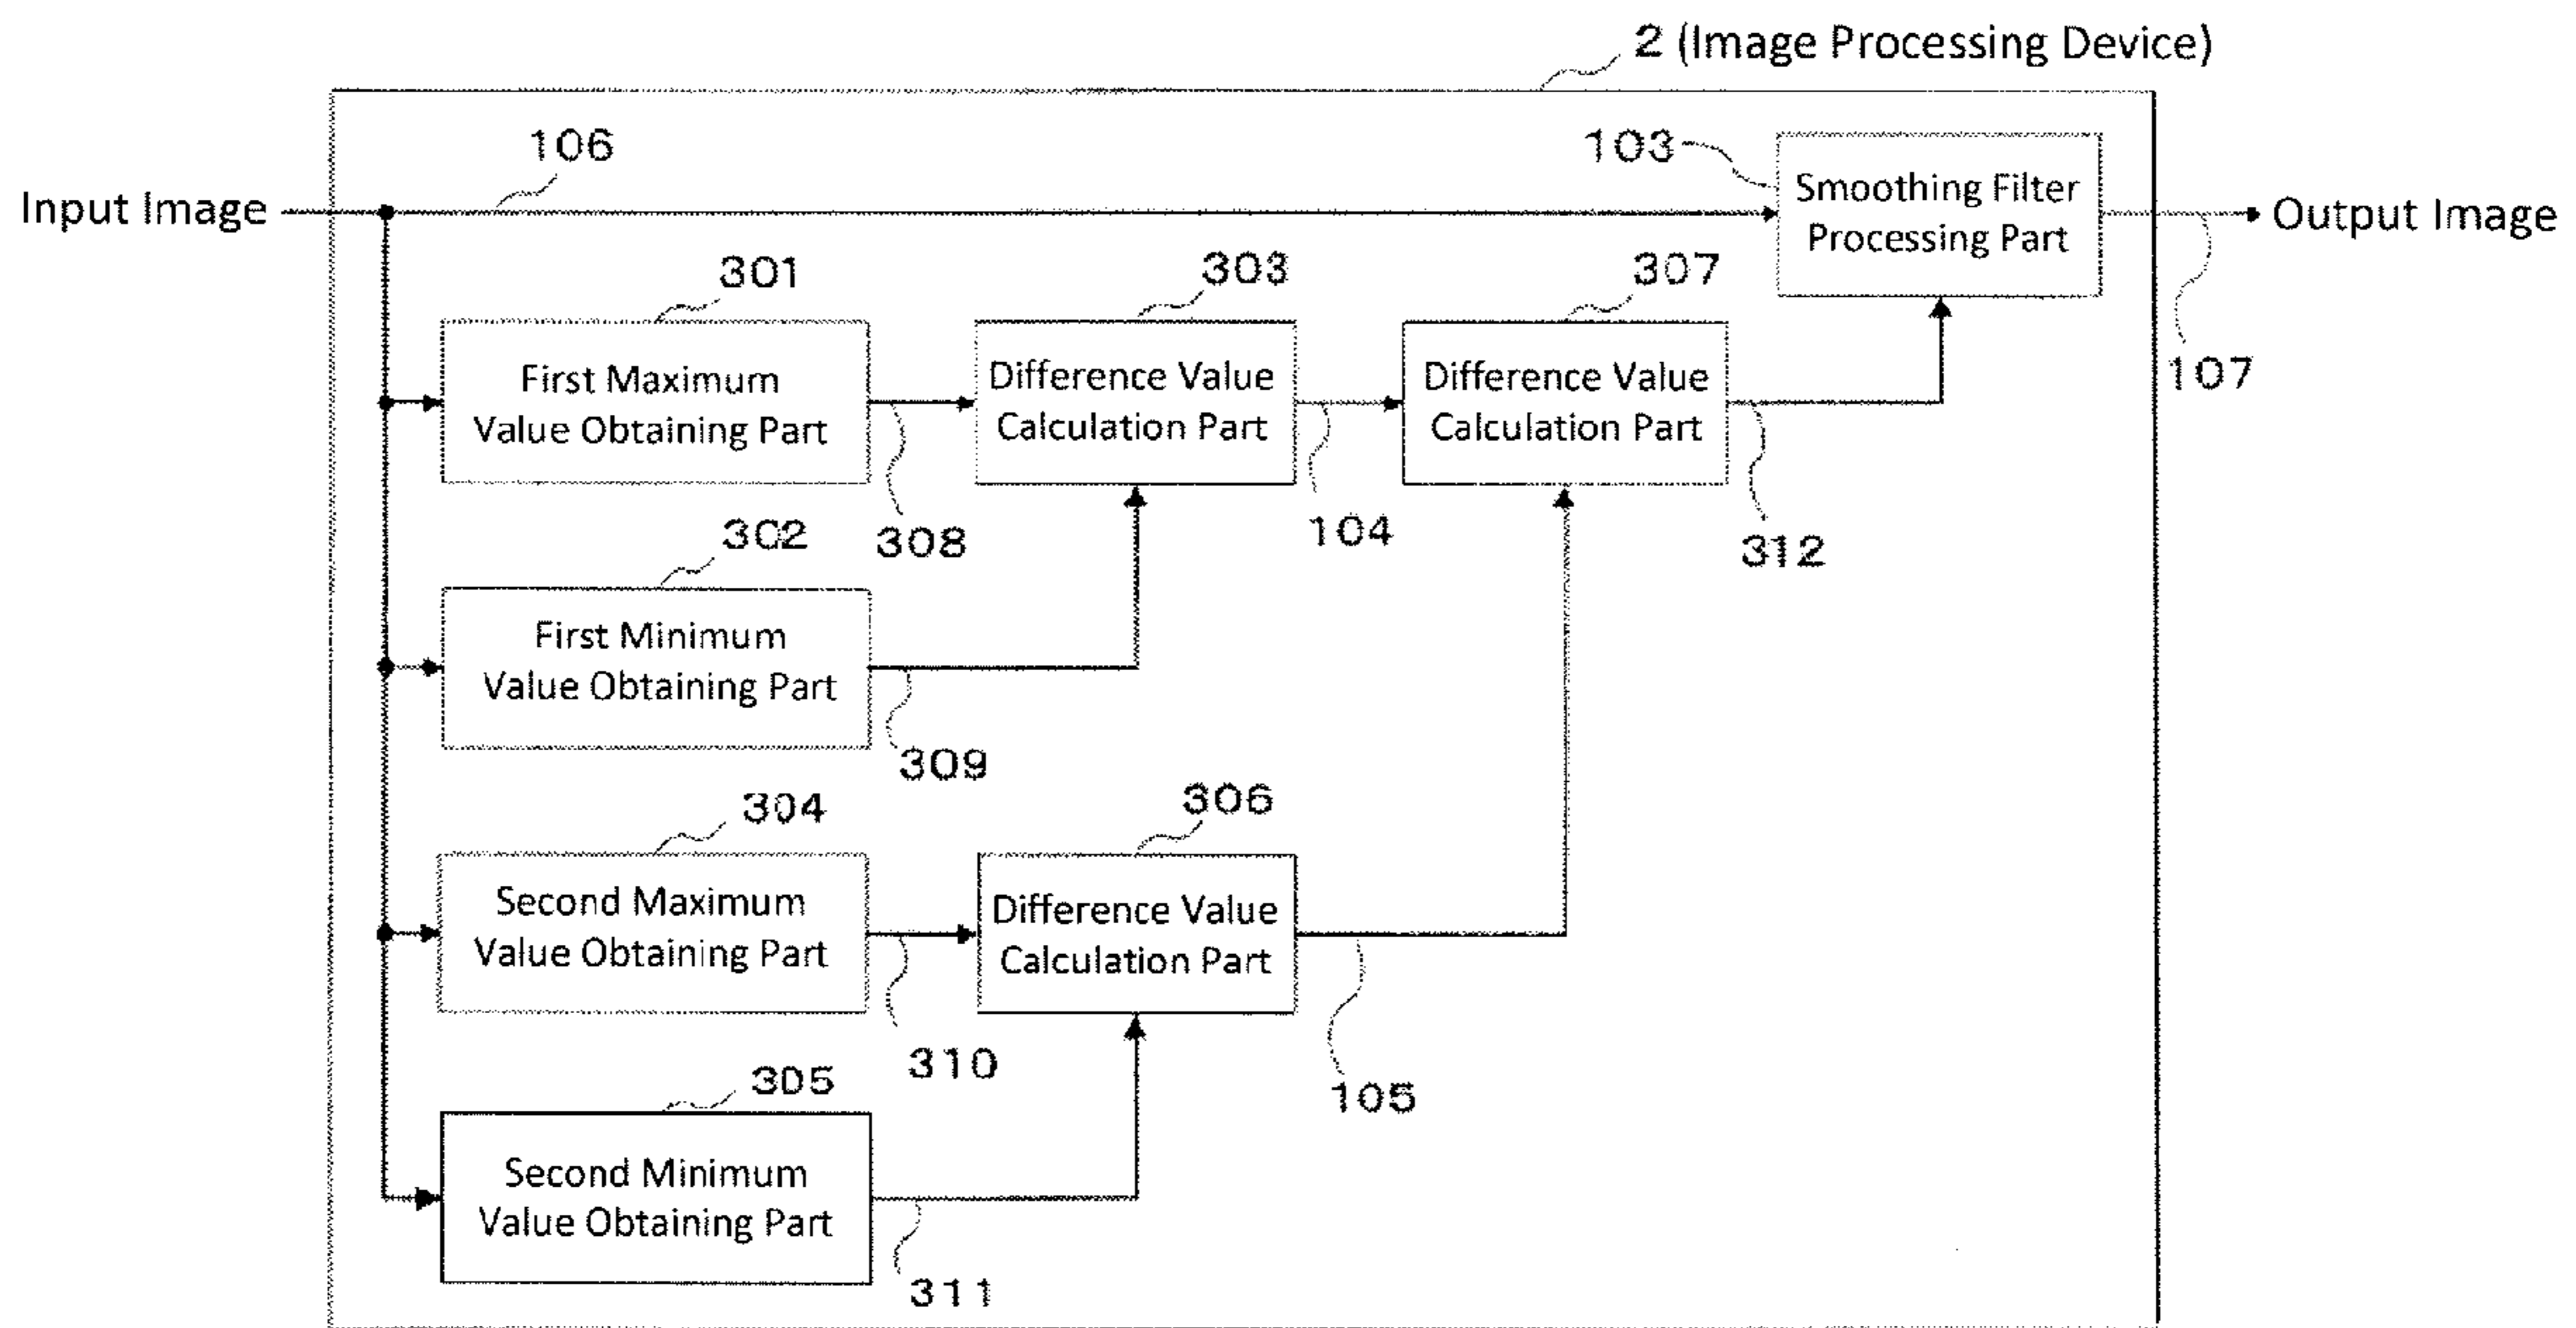 2 (Image Processing Device)
106
103
Input Image
Smoothing Filter
Processing Part
Output Image
301
303
307
First Maximum
Value Obtaining Part
Difference Value
Calculation Part
Difference Value
Calculation Part
107
308
104
312
302
First Minimum
Value Obtaining Part
309
304
306
Second Maximum
Value Obtaining Part
Difference Value
Calculation Part
310
105
305
Second Minimum
Value Obtaining Part
311